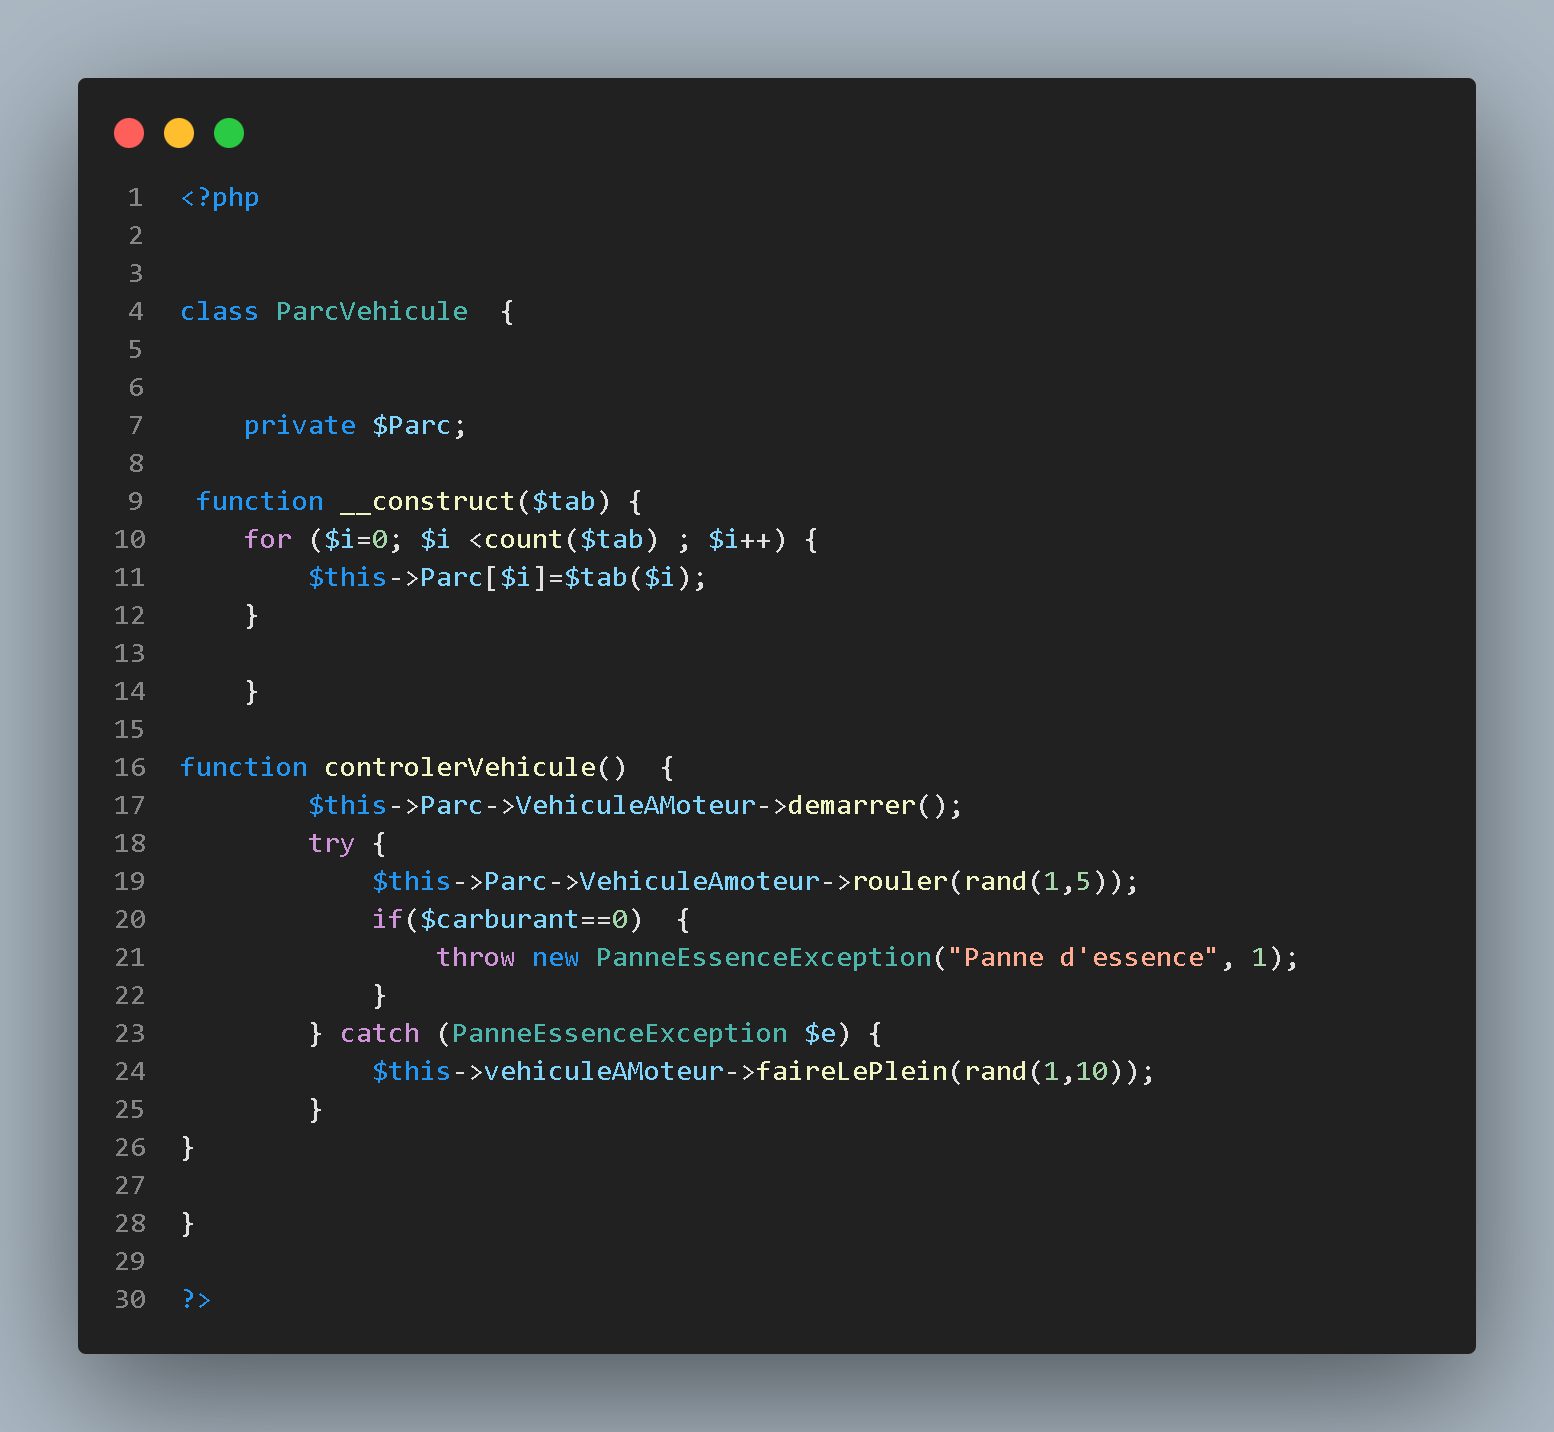 1 <?php
2
3
4 class ParcVehicule  {
5
6
7     private $Parc;
8
9  function __construct($tab) {
10     for ($i=0; $i <count($tab) ; $i++) {
11         $this->Parc[$i]=$tab($i);
12     }
13
14     }
15
16 function controlerVehicule()  {
17         $this->Parc->VehiculeAMoteur->demarrer();
18         try {
19             $this->Parc->VehiculeAmoteur->rouler(rand(1,5));
20             if($carburant==0)  {
21                 throw new PanneEssenceException("Panne d'essence", 1);
22             }
23         } catch (PanneEssenceException $e) {
24             $this->vehiculeAMoteur->faireLePlein(rand(1,10));
25         }
26 }
27
28 }
29
30 ?>